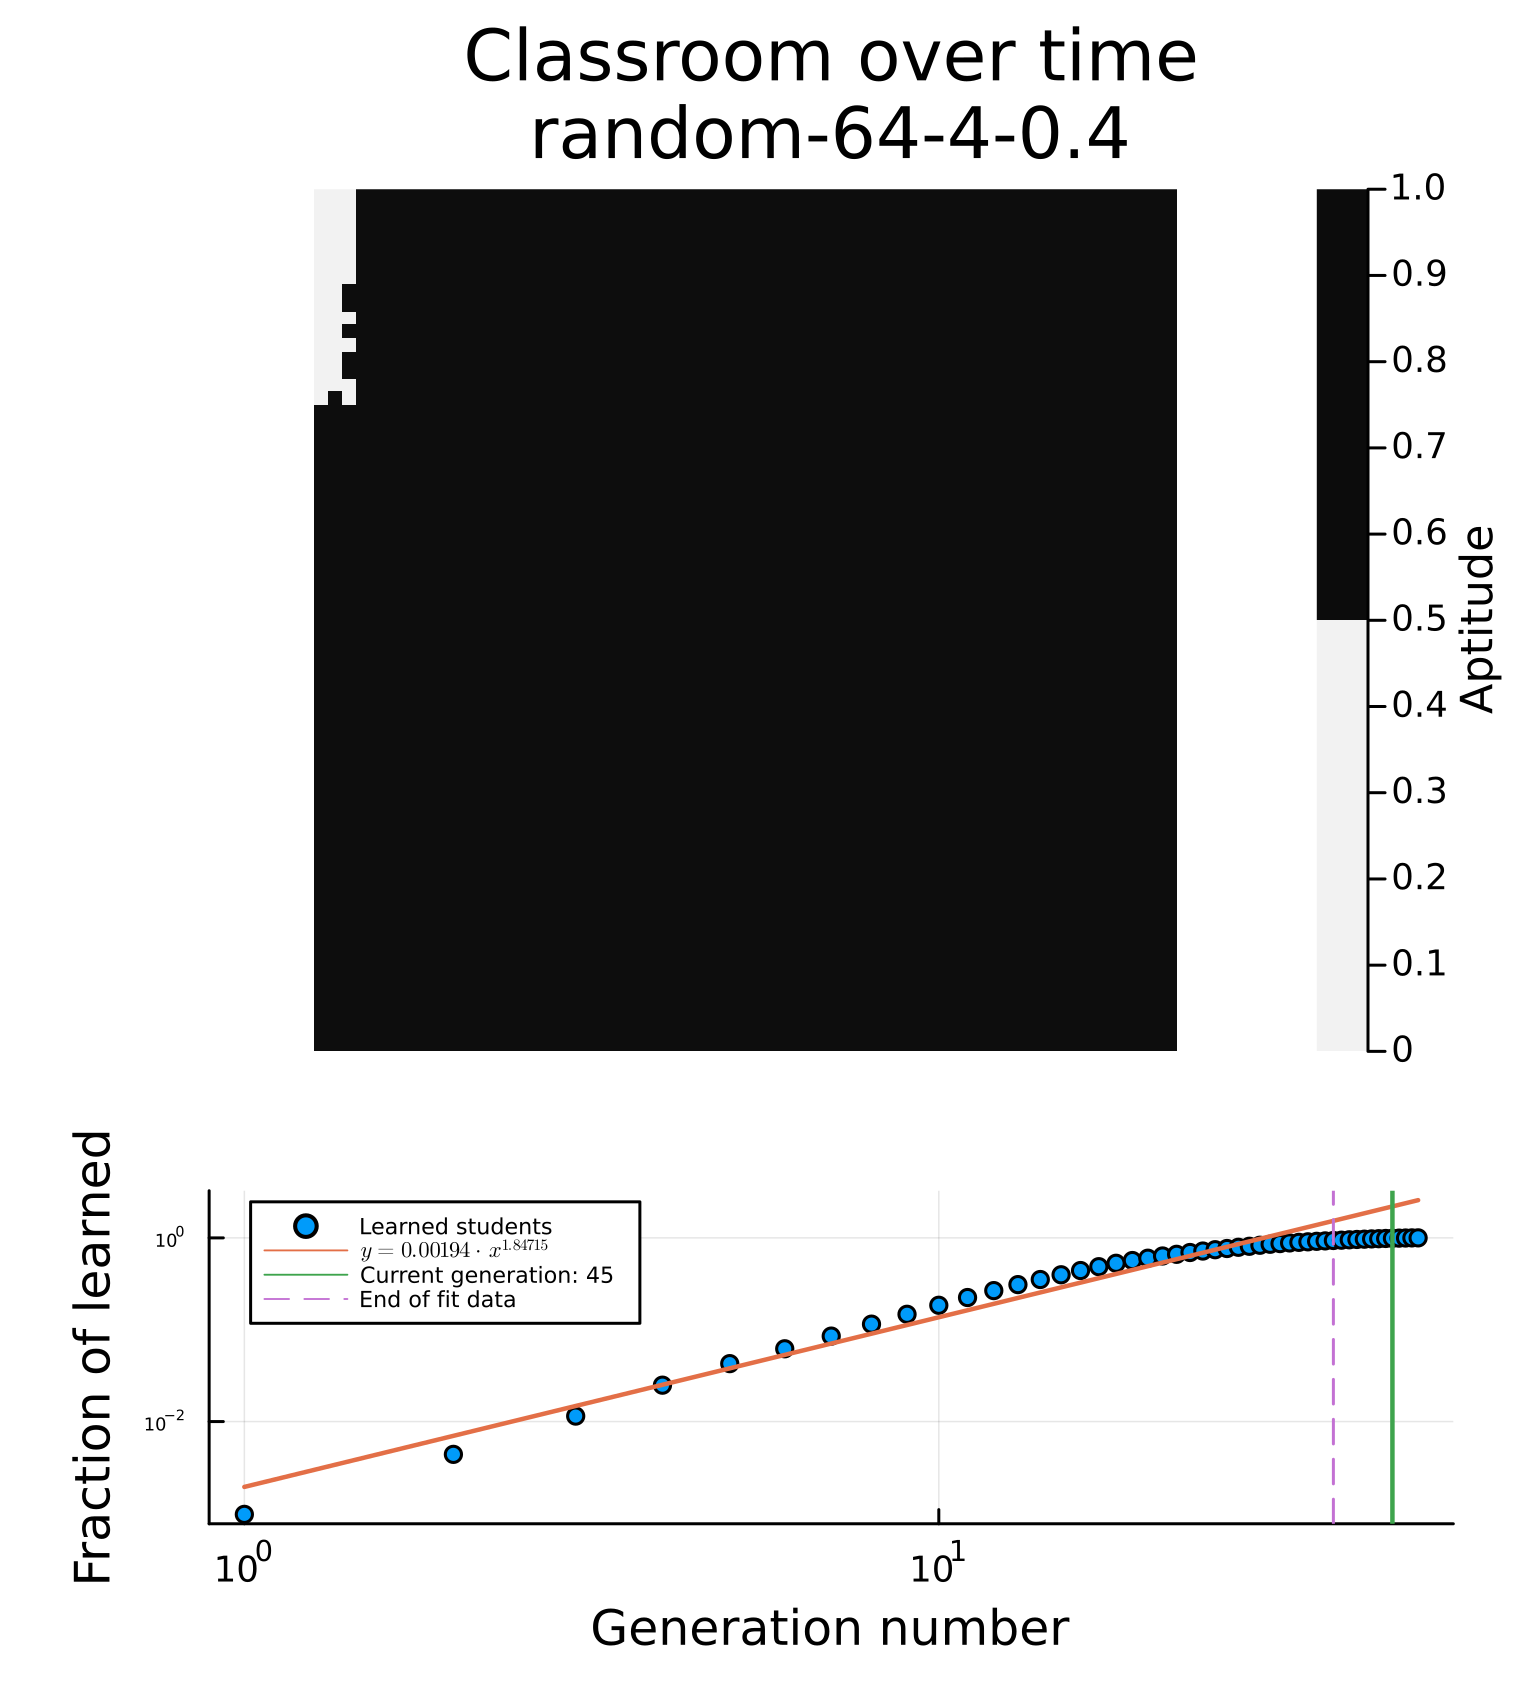 Classroom over time
random-64-4-0.4
1.0
0.9
0.8
0.7
0.6
0.5
0.4
0.3
0.2
0.1
0
Aptitude
Fraction of learned
10^0
10^-2
Learned students
y = 0.00194 · x^1.84715
Current generation: 45
End of fit data
10^0
10^1
Generation number